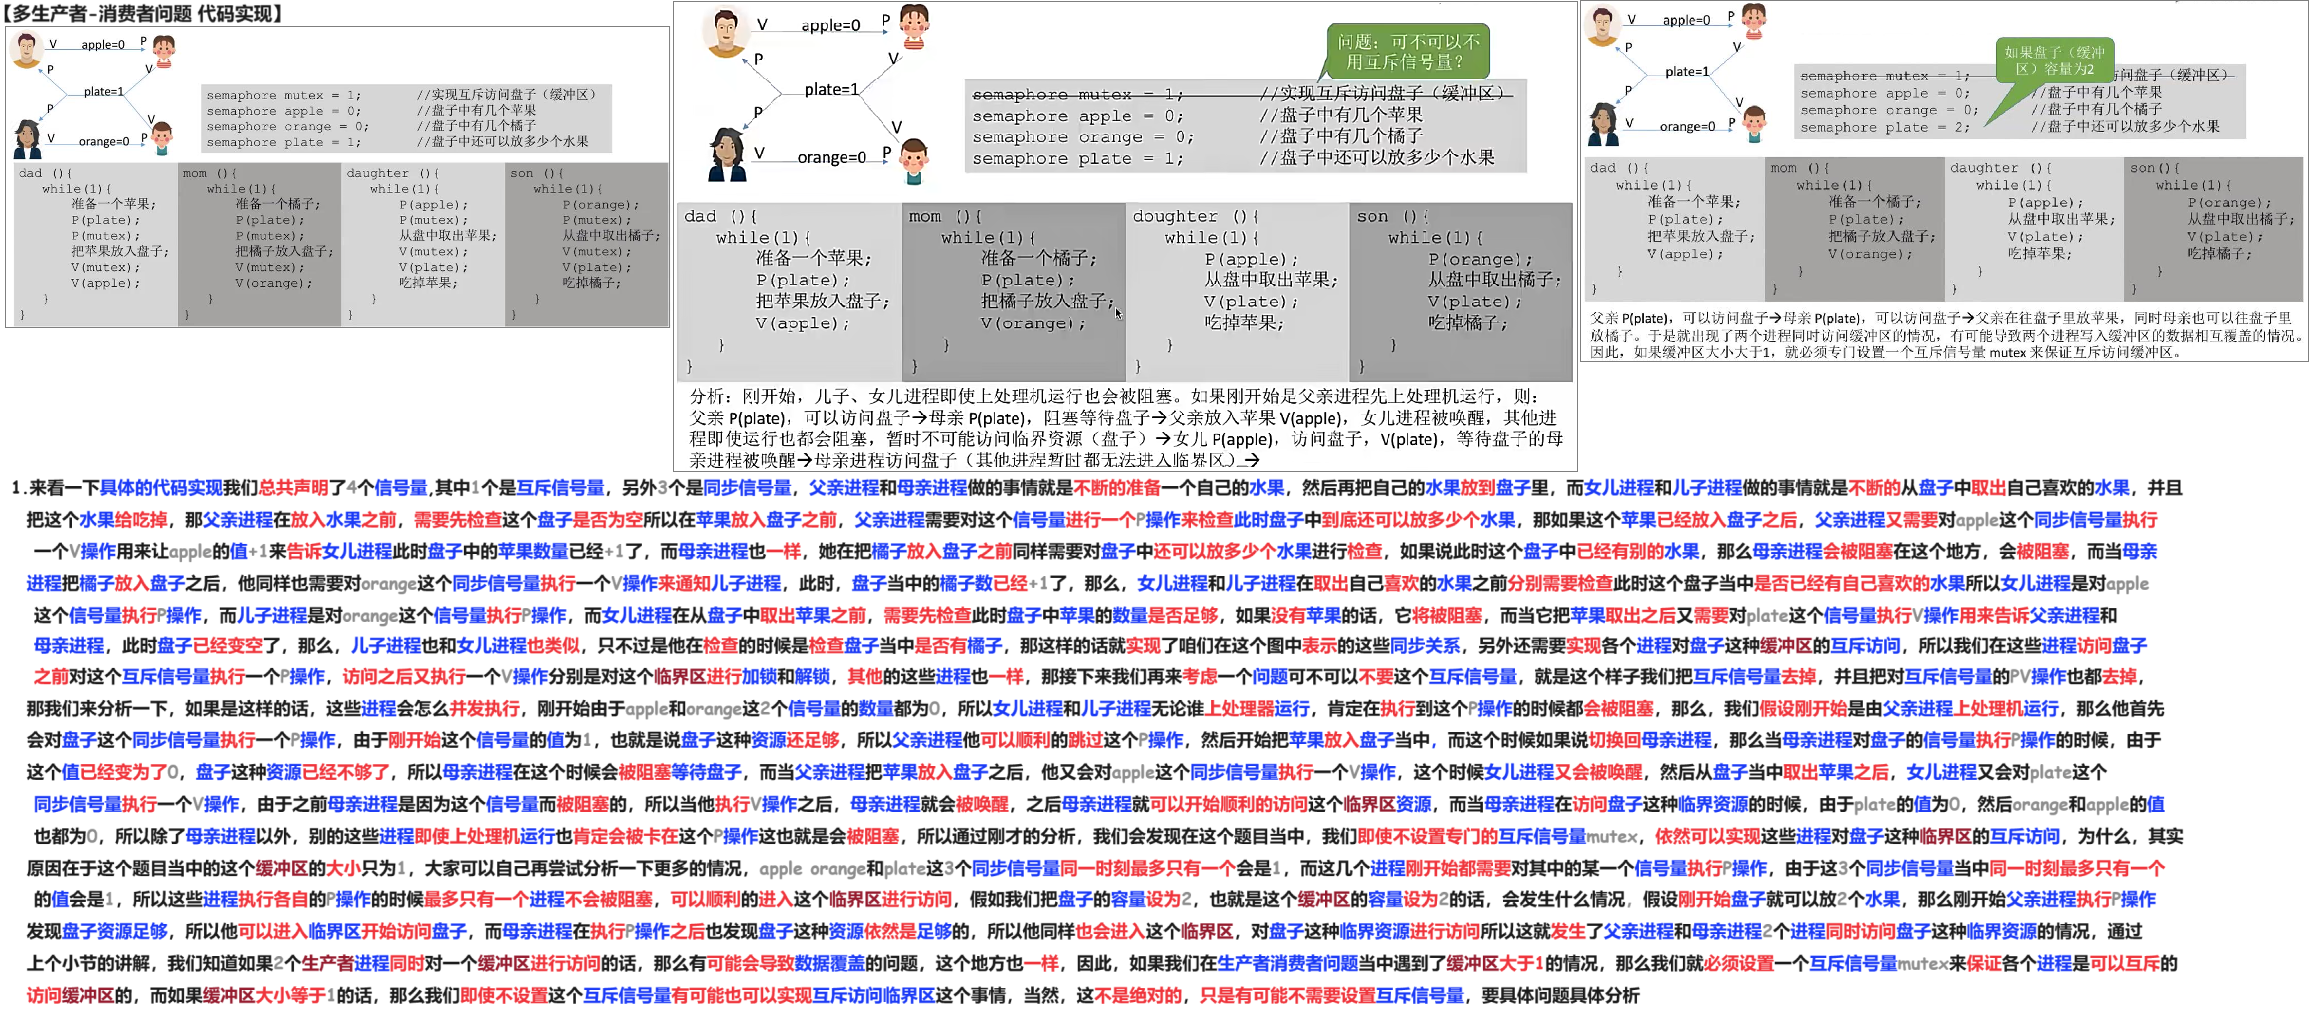 【多生产者-消费者问题 代码实现】
V apple=0 P
P V
plate=1
P V
V orange=0 P
semaphore mutex = 1; //实现互斥访问盘子（缓冲区）
semaphore apple = 0; //盘子中有几个苹果
semaphore orange = 0; //盘子中有几个橘子
semaphore plate = 1; //盘子中还可以放多少个水果
dad (){
while(1){
准备一个苹果;
P(plate);
P(mutex);
把苹果放入盘子;
V(mutex);
V(apple);
}
}
mom (){
while(1){
准备一个橘子;
P(plate);
P(mutex);
把橘子放入盘子;
V(mutex);
V(orange);
}
}
daughter (){
while(1){
P(apple);
P(mutex);
从盘中取出苹果;
V(mutex);
V(plate);
吃掉苹果;
}
}
son (){
while(1){
P(orange);
P(mutex);
从盘中取出橘子;
V(mutex);
V(plate);
吃掉橘子;
}
}
V apple=0 P
P V
plate=1
P V
V orange=0 P
问题：可不可以不
用互斥信号量？
semaphore mutex = 1; //实现互斥访问盘子（缓冲区）
semaphore apple = 0; //盘子中有几个苹果
semaphore orange = 0; //盘子中有几个橘子
semaphore plate = 1; //盘子中还可以放多少个水果
dad (){
while(1){
准备一个苹果;
P(plate);
把苹果放入盘子;
V(apple);
}
}
mom (){
while(1){
准备一个橘子;
P(plate);
把橘子放入盘子;
V(orange);
}
}
daughter (){
while(1){
P(apple);
从盘中取出苹果;
V(plate);
吃掉苹果;
}
}
son (){
while(1){
P(orange);
从盘中取出橘子;
V(plate);
吃掉橘子;
}
}
分析：刚开始，儿子、女儿进程即使上处理机运行也会被阻塞。如果刚开始是父亲进程先上处理机运行，则：
父亲 P(plate)，可以访问盘子→母亲 P(plate)，阻塞等待盘子→父亲放入苹果 V(apple)，女儿进程被唤醒，其他进
程即使运行也都会阻塞，暂时不可能访问临界资源（盘子）→女儿 P(apple)，访问盘子，V(plate)，等待盘子的母
亲进程被唤醒→母亲进程访问盘子（其他进程暂时都无法进入临界区）→
V apple=0 P
P V
plate=1
P V
V orange=0 P
如果盘子（缓冲
区）容量为2
semaphore mutex = 1; 访问盘子（缓冲区）
semaphore apple = 0; //盘子中有几个苹果
semaphore orange = 0; //盘子中有几个橘子
semaphore plate = 2; //盘子中还可以放多少个水果
dad (){
while(1){
准备一个苹果;
P(plate);
把苹果放入盘子;
V(apple);
}
}
mom (){
while(1){
准备一个橘子;
P(plate);
把橘子放入盘子;
V(orange);
}
}
daughter (){
while(1){
P(apple);
从盘中取出苹果;
V(plate);
吃掉苹果;
}
}
son(){
while(1){
P(orange);
从盘中取出橘子;
V(plate);
吃掉橘子;
}
}
父亲 P(plate)，可以访问盘子→母亲 P(plate)，可以访问盘子→父亲在往盘子里放苹果，同时母亲也可以往盘子里
放橘子。于是就出现了两个进程同时访问缓冲区的情况，有可能导致两个进程写入缓冲区的数据相互覆盖的情况。
因此，如果缓冲区大小大于1，就必须专门设置一个互斥信号量 mutex 来保证互斥访问缓冲区。
1.来看一下具体的代码实现我们总共声明了4个信号量,其中1个是互斥信号量，另外3个是同步信号量，父亲进程和母亲进程做的事情就是不断的准备一个自己的水果，然后再把自己的水果放到盘子里，而女儿进程和儿子进程做的事情就是不断的从盘子中取出自己喜欢的水果，并且
把这个水果给吃掉，那父亲进程在放入水果之前，需要先检查这个盘子是否为空所以在苹果放入盘子之前，父亲进程需要对这个信号量进行一个P操作来检查此时盘子中到底还可以放多少个水果，那如果这个苹果已经放入盘子之后，父亲进程又需要对apple这个同步信号量执行
一个V操作用来让apple的值+1来告诉女儿进程此时盘子中的苹果数量已经+1了，而母亲进程也一样，她在把橘子放入盘子之前同样需要对盘子中还可以放多少个水果进行检查，如果说此时这个盘子中已经有别的水果，那么母亲进程会被阻塞在这个地方，会被阻塞，而当母亲
进程把橘子放入盘子之后，他同样也需要对orange这个同步信号量执行一个V操作来通知儿子进程，此时，盘子当中的橘子数已经+1了，那么，女儿进程和儿子进程在取出自己喜欢的水果之前分别需要检查此时这个盘子当中是否已经有自己喜欢的水果所以女儿进程是对apple
这个信号量执行P操作，而儿子进程是对orange这个信号量执行P操作，而女儿进程在从盘子中取出苹果之前，需要先检查此时盘子中苹果的数量是否足够，如果没有苹果的话，它将被阻塞，而当它把苹果取出之后又需要对plate这个信号量执行V操作用来告诉父亲进程和
母亲进程，此时盘子已经变空了，那么，儿子进程也和女儿进程也类似，只不过是他在检查的时候是检查盘子当中是否有橘子，那这样的话就实现了咱们在这个图中表示的这些同步关系，另外还需要实现各个进程对盘子这种缓冲区的互斥访问，所以我们在这些进程访问盘子
之前对这个互斥信号量执行一个P操作，访问之后又执行一个V操作分别是对这个临界区进行加锁和解锁，其他的这些进程也一样，那接下来我们再来考虑一个问题可不可以不要这个互斥信号量，就是这个样子我们把互斥信号量去掉，并且把对互斥信号量的PV操作也都去掉，
那我们来分析一下，如果是这样的话，这些进程会怎么并发执行，刚开始由于apple和orange这2个信号量的数量都为0，所以女儿进程和儿子进程无论谁上处理器运行，肯定在执行到这个P操作的时候都会被阻塞，那么，我们假设刚开始是由父亲进程上处理机运行，那么他首先
会对盘子这个同步信号量执行一个P操作，由于刚开始这个信号量的值为1，也就是说盘子这种资源还足够，所以父亲进程他可以顺利的跳过这个P操作，然后开始把苹果放入盘子当中，而这个时候如果说切换回母亲进程，那么当母亲进程对盘子的信号量执行P操作的时候，由于
这个值已经变为了0，盘子这种资源已经不够了，所以母亲进程在这个时候会被阻塞等待盘子，而当父亲进程把苹果放入盘子之后，他又会对apple这个同步信号量执行一个V操作，这个时候女儿进程又会被唤醒，然后从盘子当中取出苹果之后，女儿进程又会对plate这个
同步信号量执行一个V操作，由于之前母亲进程是因为这个信号量而被阻塞的，所以当他执行V操作之后，母亲进程就会被唤醒，之后母亲进程就可以开始顺利的访问这个临界区资源，而当母亲进程在访问盘子这种临界资源的时候，由于plate的值为0，然后orange和apple的值
也都为0，所以除了母亲进程以外，别的这些进程即使上处理机运行也肯定会被卡在这个P操作这也就是会被阻塞，所以通过刚才的分析，我们会发现在这个题目当中，我们即使不设置专门的互斥信号量mutex，依然可以实现这些进程对盘子这种临界区的互斥访问，为什么，其实
原因在于这个题目当中的这个缓冲区的大小只为1，大家可以自己再尝试分析一下更多的情况，apple orange和plate这3个同步信号量同一时刻最多只有一个会是1，而这几个进程刚开始都需要对其中的某一个信号量执行P操作，由于这3个同步信号量当中同一时刻最多只有一个
的值会是1，所以这些进程执行各自的P操作的时候最多只有一个进程不会被阻塞，可以顺利的进入这个临界区进行访问，假如我们把盘子的容量设为2，也就是这个缓冲区的容量设为2的话，会发生什么情况，假设刚开始盘子就可以放2个水果，那么刚开始父亲进程执行P操作
发现盘子资源足够，所以他可以进入临界区开始访问盘子，而母亲进程在执行P操作之后也发现盘子这种资源依然是足够的，所以他同样也会进入这个临界区，对盘子这种临界资源进行访问所以这就发生了父亲进程和母亲进程2个进程同时访问盘子这种临界资源的情况，通过
上个小节的讲解，我们知道如果2个生产者进程同时对一个缓冲区进行访问的话，那么有可能会导致数据覆盖的问题，这个地方也一样，因此，如果我们在生产者消费者问题当中遇到了缓冲区大于1的情况，那么我们就必须设置一个互斥信号量mutex来保证各个进程是可以互斥的
访问缓冲区的，而如果缓冲区大小等于1的话，那么我们即使不设置这个互斥信号量有可能也可以实现互斥访问临界区这个事情，当然，这不是绝对的，只是有可能不需要设置互斥信号量，要具体问题具体分析